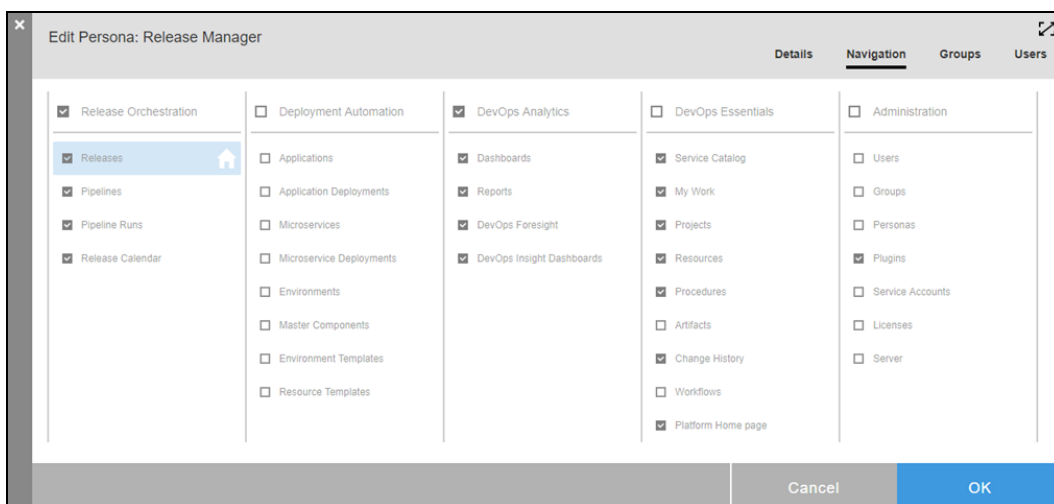 Edit Persona: Release Manager
Details Navigation Groups Users
Release Orchestration
Releases
Pipelines
Pipeline Runs
Release Calendar
Deployment Automation
Applications
Application Deployments
Microservices
Microservice Deployments
Environments
Master Components
Environment Templates
Resource Templates
DevOps Analytics
Dashboards
Reports
DevOps Foresight
DevOps Insight Dashboards
DevOps Essentials
Service Catalog
My Work
Projects
Resources
Procedures
Artifacts
Change History
Workflows
Platform Home page
Administration
Users
Groups
Personas
Plugins
Service Accounts
Licenses
Server
Cancel OK